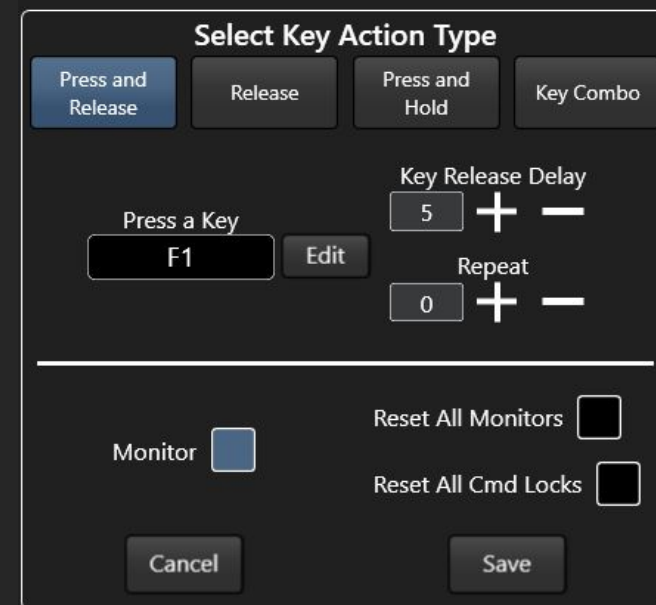 Select Key Action Type
Press and
Release
Release
Press and
Hold
Key Combo
Key Release Delay
5
Press a Key
F1
Edit
Repeat
0
Monitor
Reset All Monitors
Reset All Cmd Locks
Cancel
Save